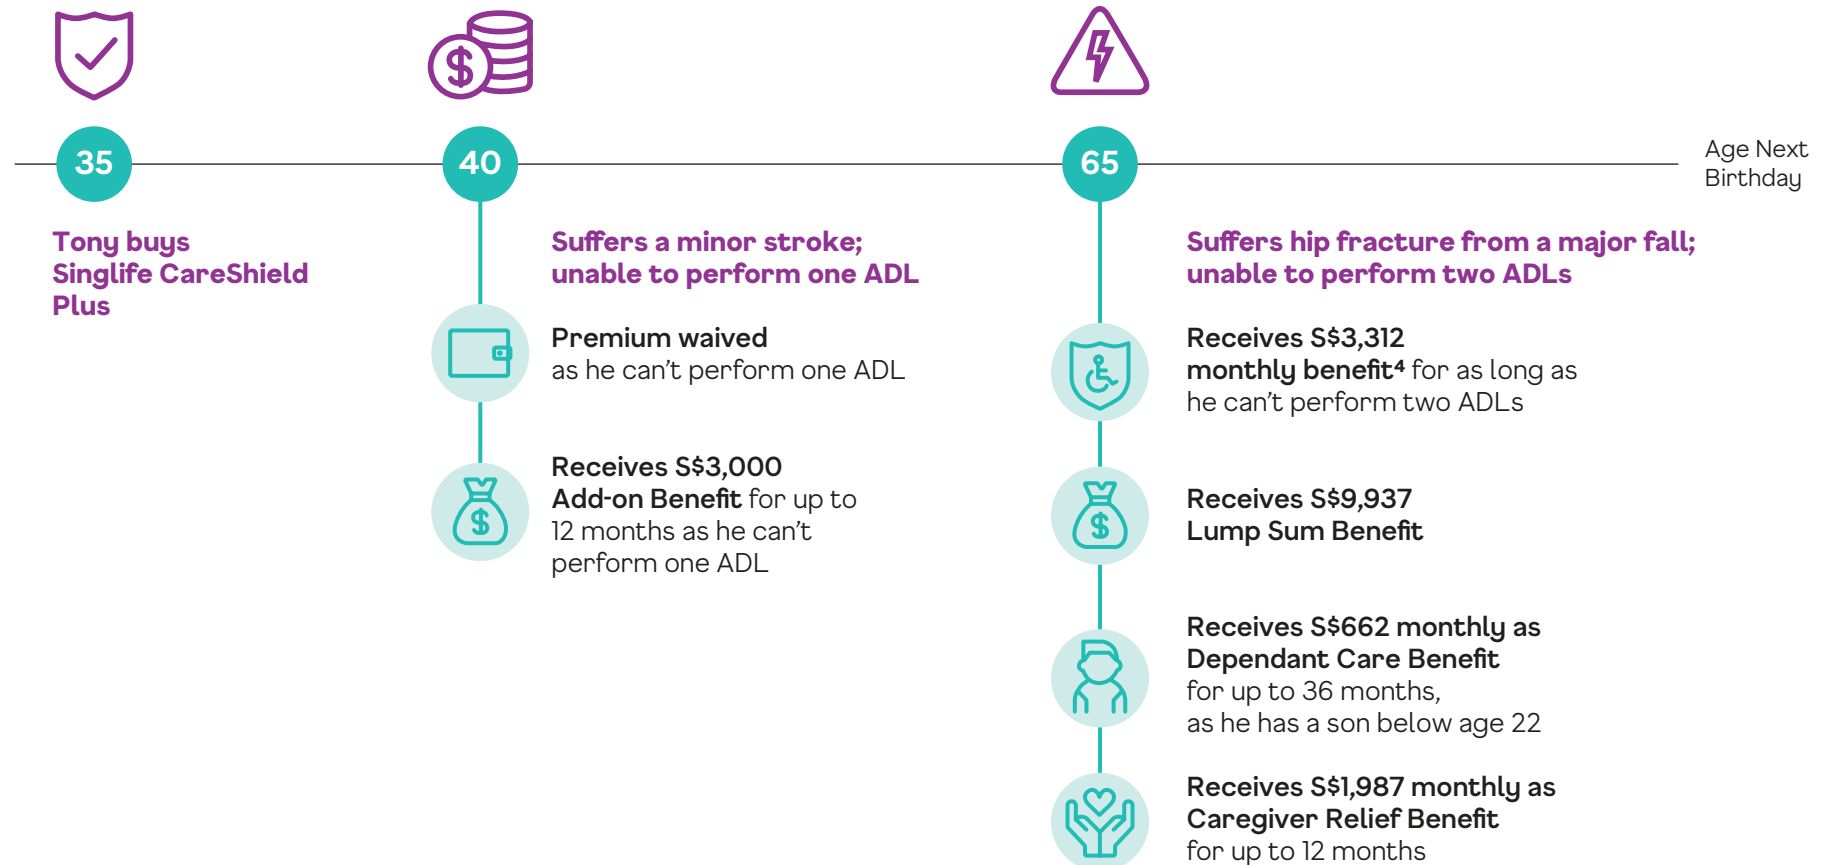 35
40
65
Age Next
Birthday
Tony buys
Singlife CareShield
Plus
Suffers a minor stroke;
unable to perform one ADL
Premium waived
as he can't perform one ADL
Receives S$3,000
Add-on Benefit for up to
12 months as he can't
perform one ADL
Suffers hip fracture from a major fall;
unable to perform two ADLs
Receives S$3,312
monthly benefit⁴ for as long as
he can't perform two ADLs
Receives S$9,937
Lump Sum Benefit
Receives S$662 monthly as
Dependant Care Benefit
for up to 36 months,
as he has a son below age 22
Receives S$1,987 monthly as
Caregiver Relief Benefit
for up to 12 months